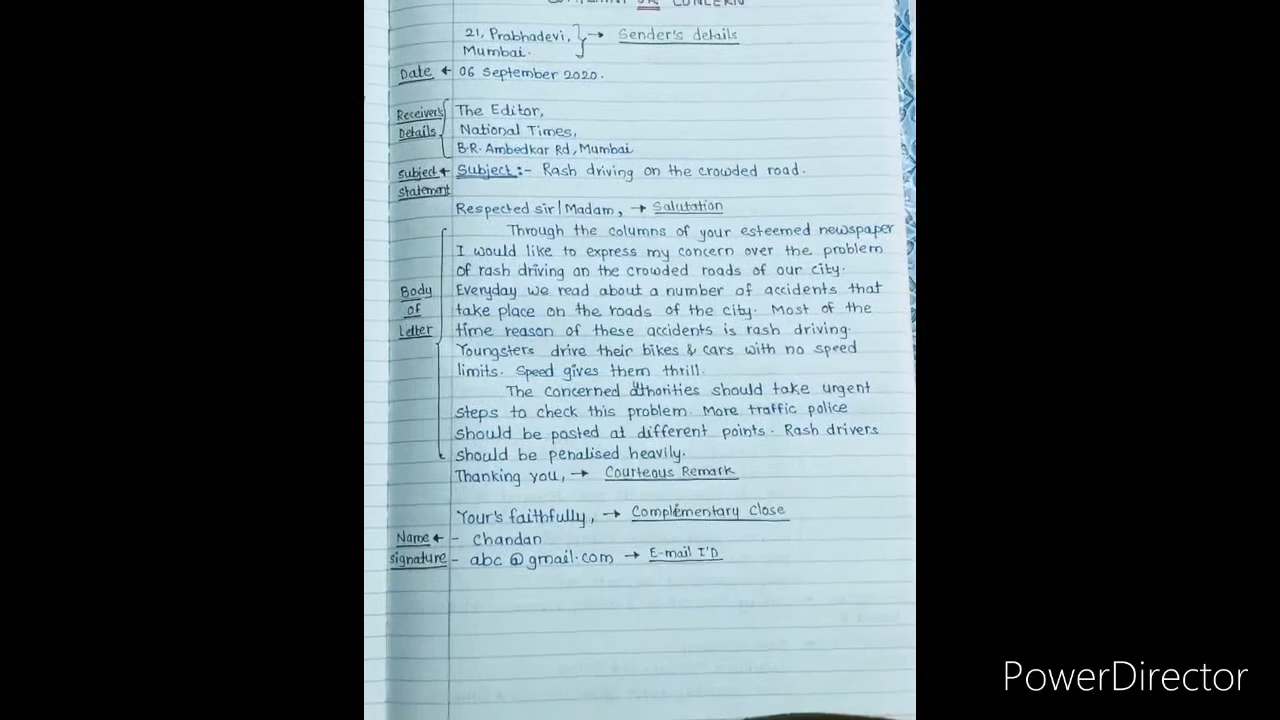 OR CONCERN
21, Prabhadevi, → Sender's details
Mumbai.
Date ← 06 September 2020.
Receiver's The Editor,
Details National Times,
B.R. Ambedkar Rd, Mumbai
Subject ← Subject:- Rash driving on the crowded road.
Statement
Respected sir/Madam, → Salutation
Through the columns of your esteemed newspaper
I would like to express my concern over the problem
of rash driving on the crowded roads of our city.
Body Everyday we read about a number of accidents that
of take place on the roads of the city. Most of the
Letter time reason of these accidents is rash driving.
Youngsters drive their bikes & cars with no speed
limits. Speed gives them thrill.
The concerned athorities should take urgent
steps to check this problem. More traffic police
should be posted at different points. Rash drivers
should be penalised heavily.
Thanking you, → Courteous Remark
Your's faithfully, → Complementary Close
Name ← - Chandan
Signature - abc@gmail.com → E-mail I'D
PowerDirector